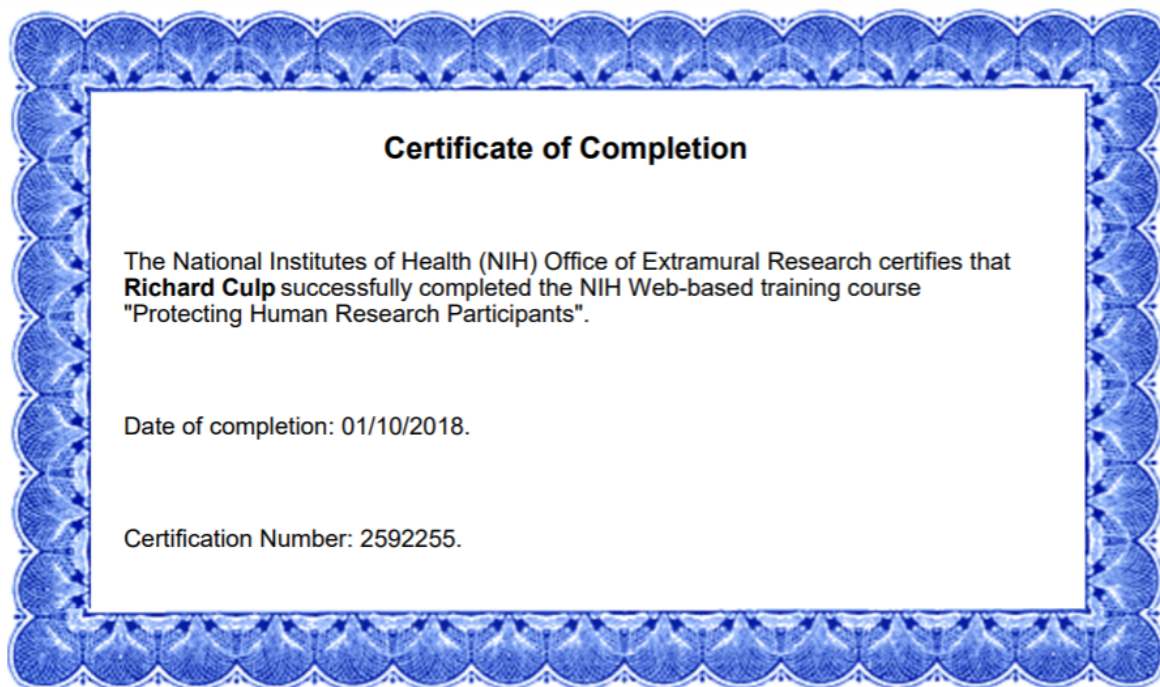 Certificate of Completion
The National Institutes of Health (NIH) Office of Extramural Research certifies that
Richard Culp successfully completed the NIH Web-based training course
"Protecting Human Research Participants".
Date of completion: 01/10/2018.
Certification Number: 2592255.